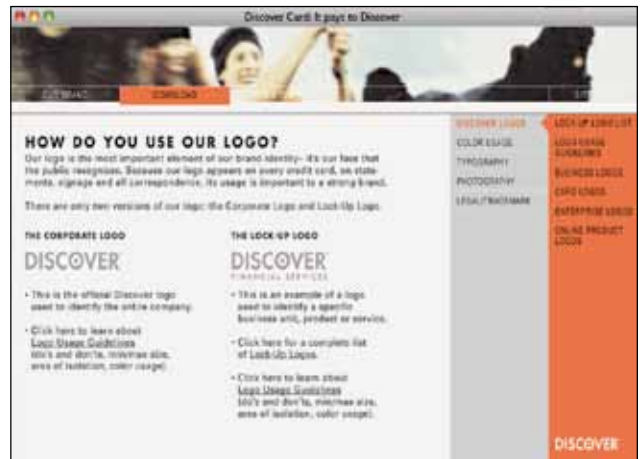 Discover Card: It pays to Discover
OUR BRAND
DOWNLOAD
HOW DO YOU USE OUR LOGO?
Our logo is the most important element of our brand identity- it's our face that
the public recognizes. Because our logo appears on every credit card, on state-
ments, signage and all correspondence, its usage is important to a strong brand.
There are only two versions of our logo: the Corporate Logo and Lock-Up Logo.
THE CORPORATE LOGO
DISCOVER
• This is the official Discover logo
used to identify the entire company.
• Click here to learn about
Logo Usage Guidelines
(do's and don'ts, min/max size,
area of isolation, color usage).
THE LOCK-UP LOGO
DISCOVER
FINANCIAL SERVICES
• This is an example of a logo
used to identify a specific
business unit, product or service.
• Click here for a complete list
of Lock-Up Logos.
• Click here to learn about
Logo Usage Guidelines
(do's and don'ts, min/max size,
area of isolation, color usage).
DISCOVER LOGOS
COLOR USAGE
TYPOGRAPHY
PHOTOGRAPHY
LEGAL/TRADEMARK
LOCK-UP LOGO LIST
LOGO USAGE
GUIDELINES
BUSINESS LOGOS
CARD LOGOS
ENTERPRISE LOGOS
ONLINE PRODUCT
LOGOS
DISCOVER